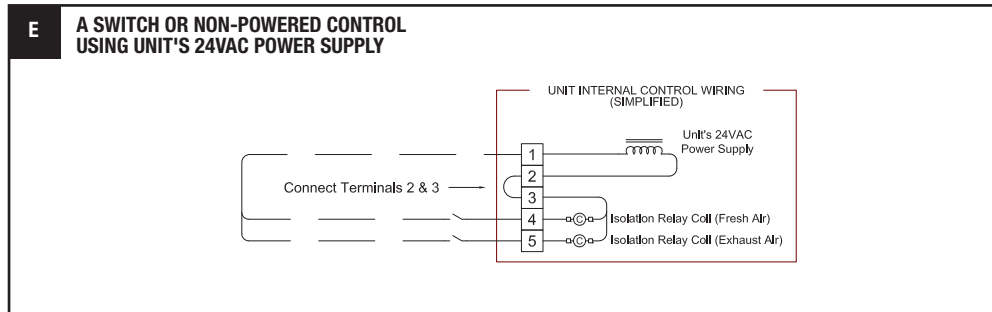 E
A SWITCH OR NON-POWERED CONTROL
USING UNIT'S 24VAC POWER SUPPLY
UNIT INTERNAL CONTROL WIRING
(SIMPLIFIED)
Unit's 24VAC
Power Supply
1
2
Connect Terminals 2 & 3
3
4
C
Isolation Relay Coil (Fresh Air)
5
C
Isolation Relay Coil (Exhaust Air)